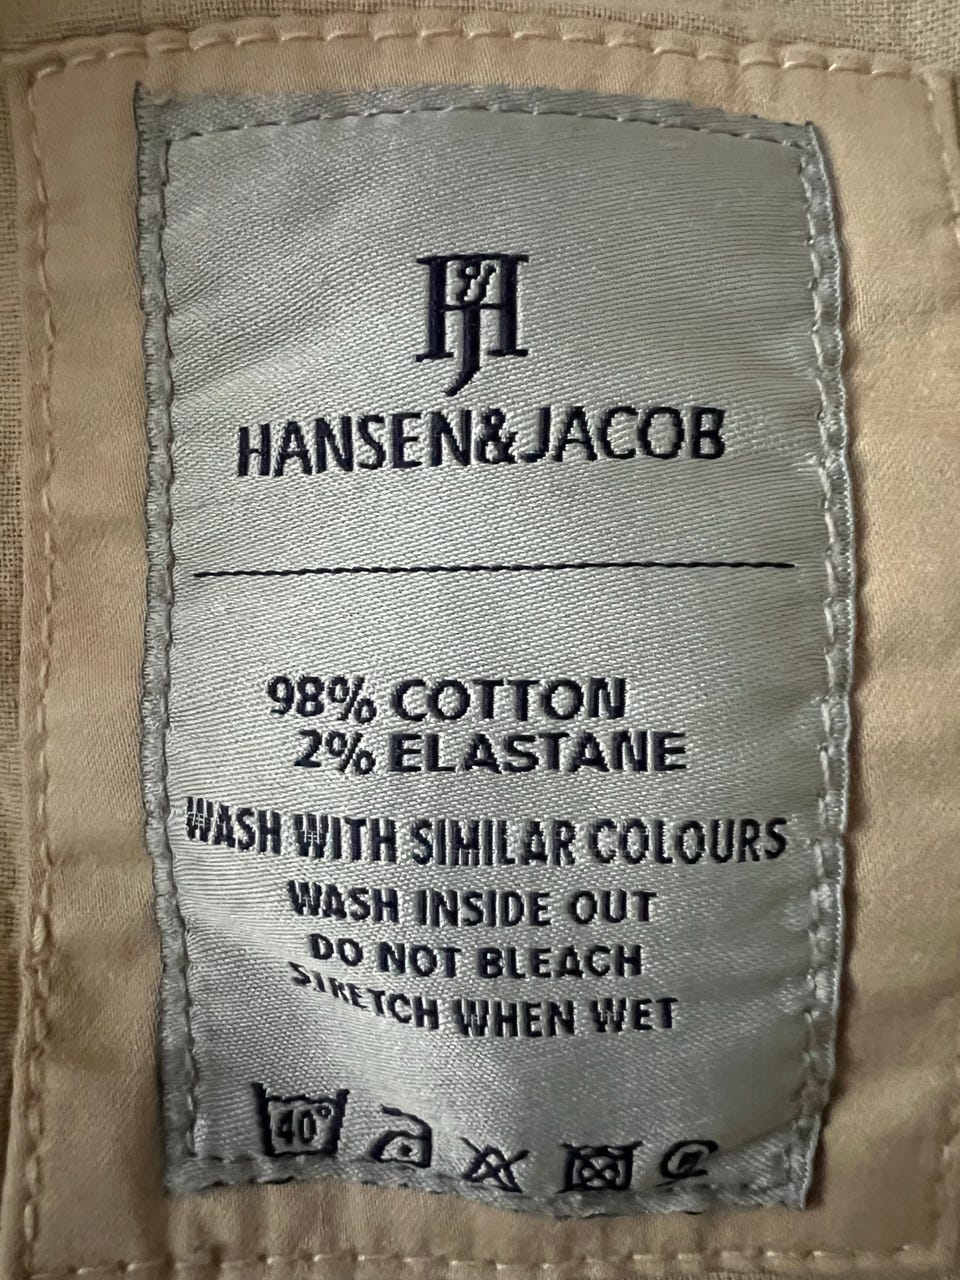 HJ
HANSEN&JACOB
98% COTTON
2% ELASTANE
WASH WITH SIMILAR COLOURS
WASH INSIDE OUT
DO NOT BLEACH
STRETCH WHEN WET
40°